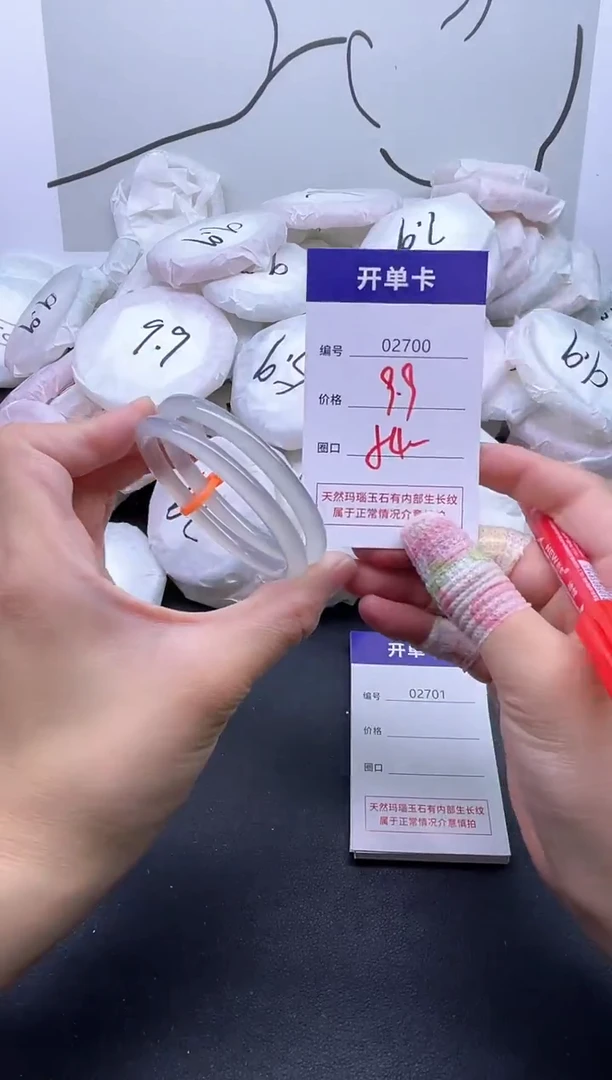 9.9
9.9
9.9
9.9
开单卡
编号 02700
价格 9.9
圈口 54
天然玛瑙玉石有内部生长纹
属于正常情况介意慎拍
开单
编号 02701
价格
圈口
天然玛瑙玉石有内部生长纹
属于正常情况介意慎拍